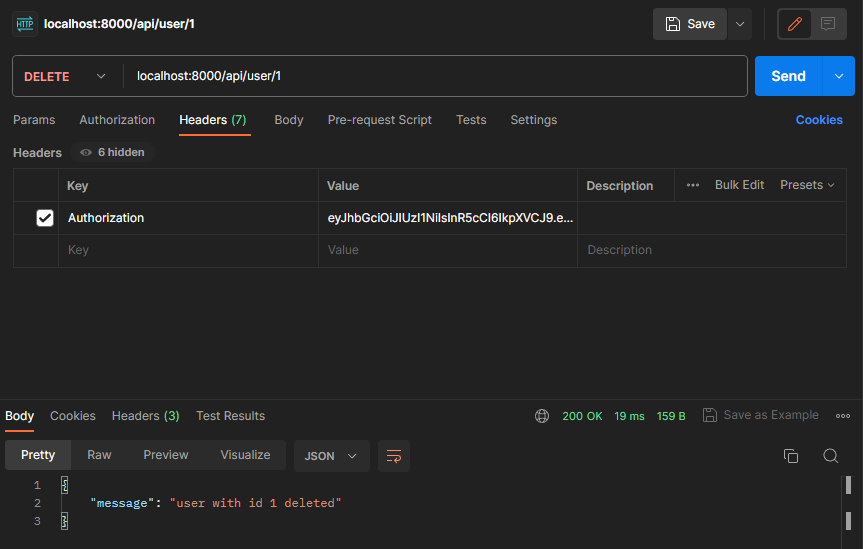 HTTP localhost:8000/api/user/1 Save
DELETE localhost:8000/api/user/1 Send
Params Authorization Headers (7) Body Pre-request Script Tests Settings Cookies
Headers 6 hidden
Key Value Description ••• Bulk Edit Presets
Authorization eyJhbGciOiJIUzI1NiIsInR5cCI6IkpXVCJ9.e...
Key Value Description
Body Cookies Headers (3) Test Results 200 OK 19 ms 159 B Save as Example
Pretty Raw Preview Visualize JSON
1 {
2 "message": "user with id 1 deleted"
3 }